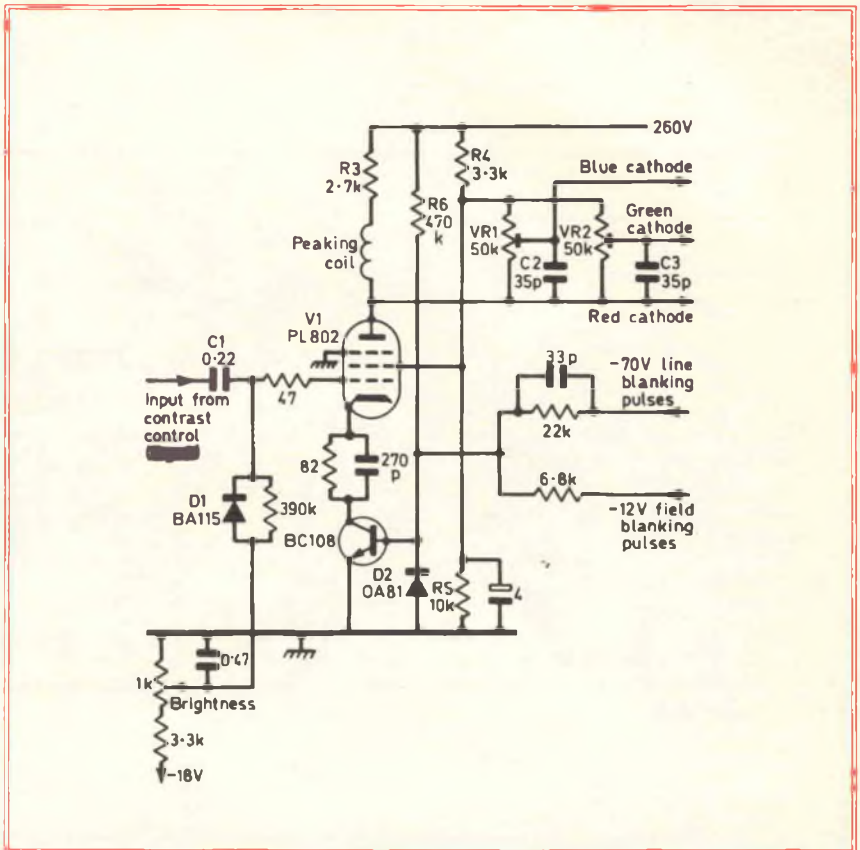 260V
R3
2·7k
R4
3·3k
Blue cathode
R6
470
k
VR1
50k
VR2
50k
Green
cathode
Peaking
coil
C2
35p
C3
35p
Red cathode
V1
PL802
C1
0·22
33p
-70V line
blanking
pulses
Input from
contrast
control
47
22k
82
270
p
6·8k
-12V field
blanking
pulses
D1
BA115
390k
BC108
D2
OA81
R5
10k
4
0·47
1k
Brightness
3·3k
-18V